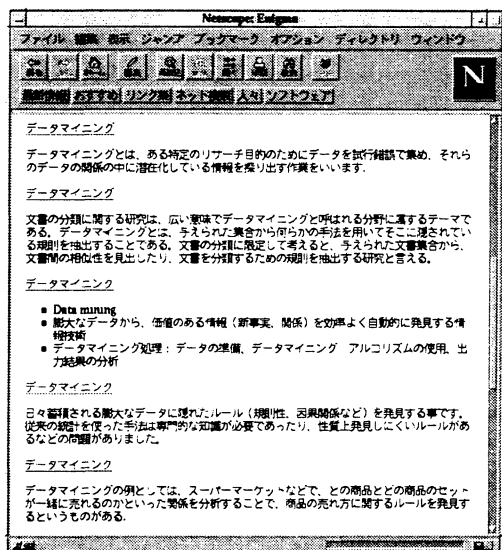 Netscape: Enigma
ファイル 編集 表示 ジャンプ ブックマーク オプション ディレクトリ ウィンドウ
おすすめ リンク集 ネット検索 人々 ソフトウェア
N
データマイニング
データマイニングとは、ある特定のリサーチ目的のためにデータを試行錯誤で集め、それら
のデータの関係の中に潜在化している情報を探り出す作業をいいます.
データマイニング
文書の分類に関する研究は、広い意味でデータマイニングと呼ばれる分野に属するテーマで
ある。データマイニングとは、与えられた集合から何らかの手法を用いてそこに隠されてい
る規則を抽出することである。文書の分類に限定して考えると、与えられた文書集合から、
文書間の相似性を見出したり、文書を分類するための規則を抽出する研究と言える。
データマイニング
Data mining
膨大なデータから、価値のある情報（新事実、関係）を効率よく自動的に発見する情
報技術
データマイニング処理： データの準備、データマイニング アルゴリズムの使用、出
力結果の分析
データマイニング
日々蓄積される膨大なデータに隠れたルール（規則性、因果関係など）を発見する事です。
従来の統計を使った手法は専門的な知識が必要であったり、性質上発見しにくいルールがあ
るなどの問題がありました。
データマイニング
データマイニングの例としては、スーパーマーケットなどで、どの商品とどの商品のセット
が一緒に売れるのかといった関係を分析することで、商品の売れ方に関するルールを発見す
るというものがある.